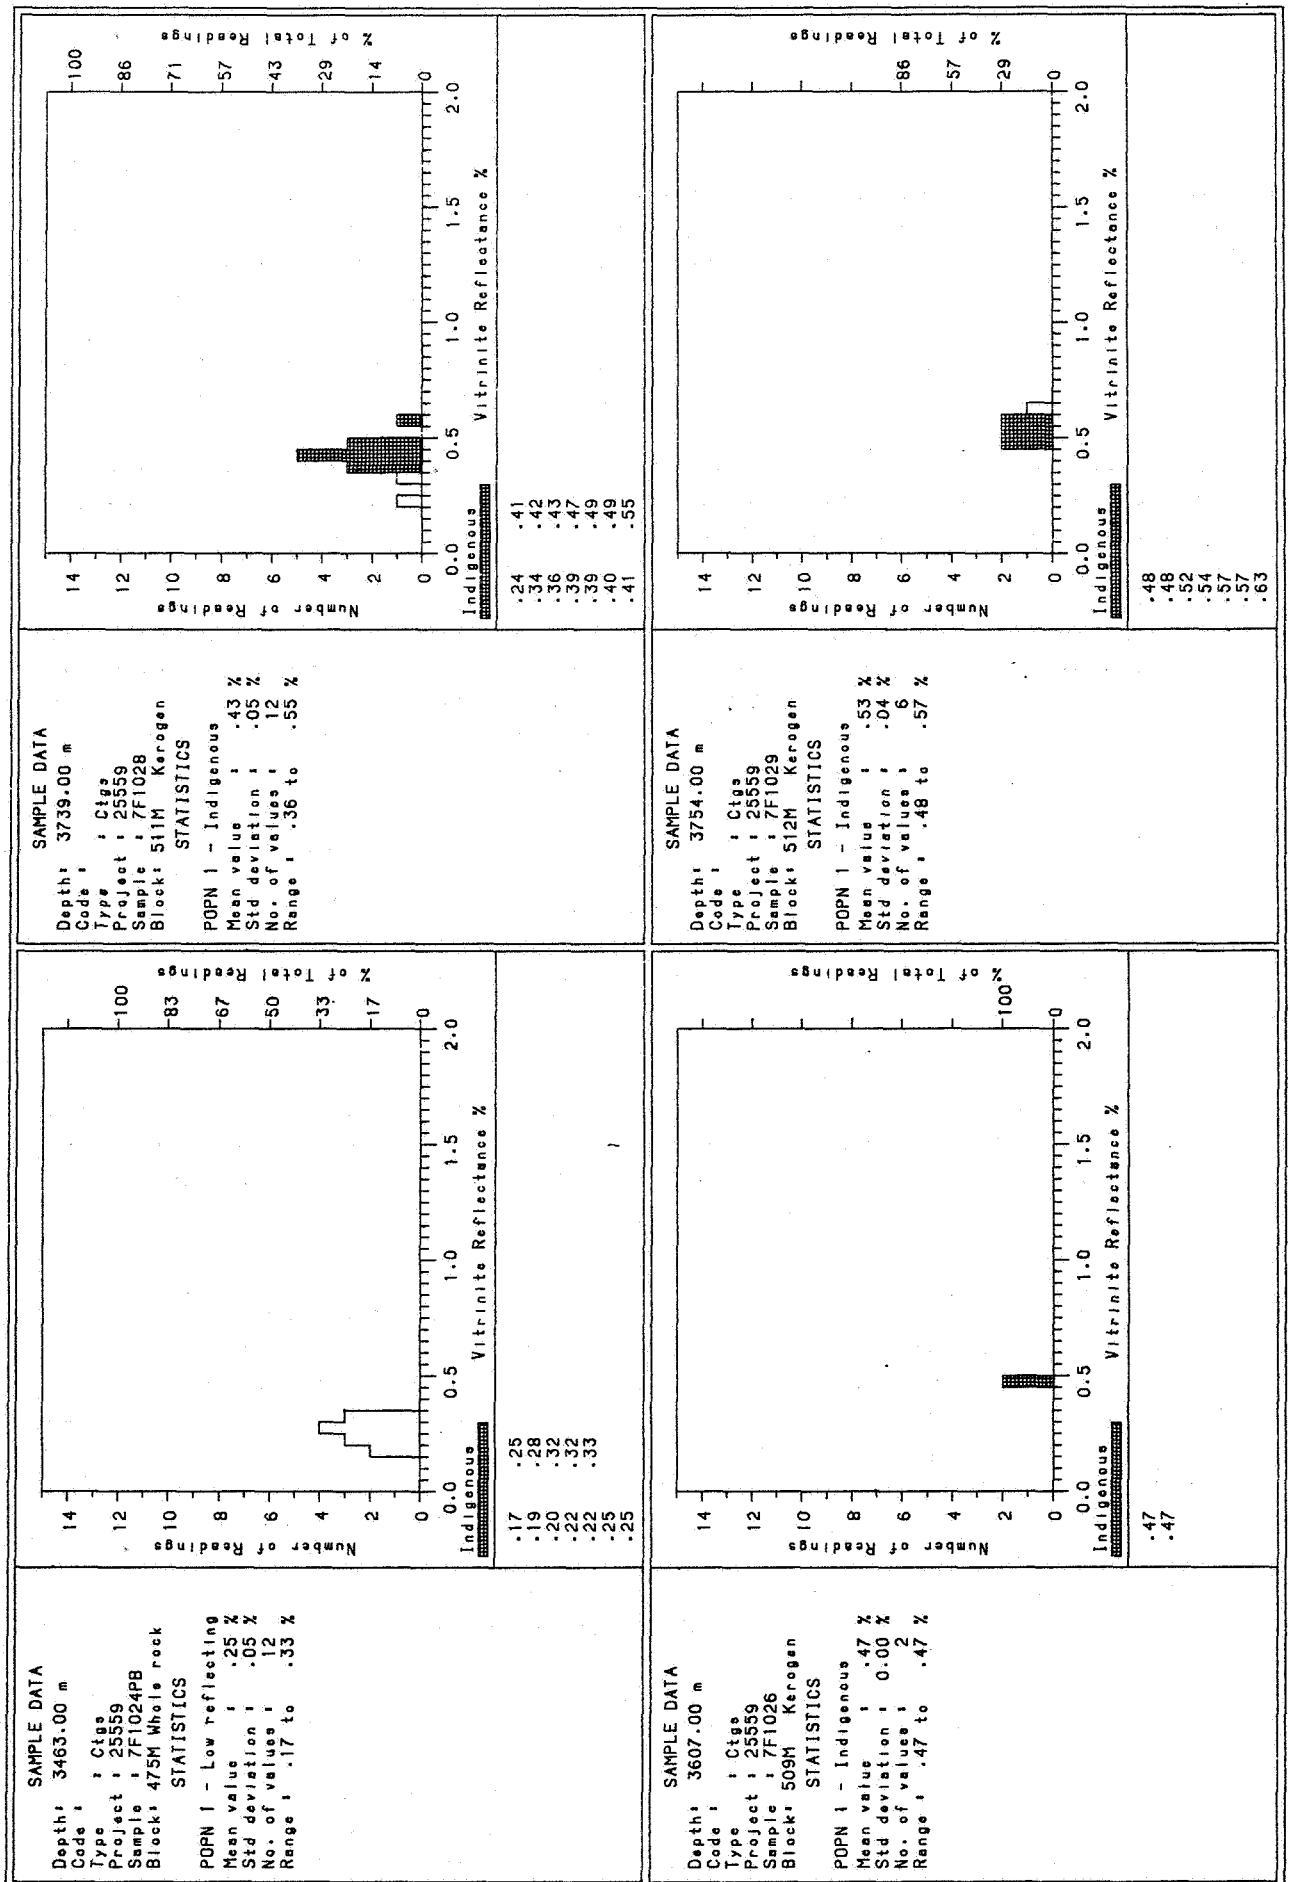 SAMPLE DATA
Depth: 3463.00 m
Code :
Type : Ctgs
Project : 25559
Sample : 7F1024PB
Block: 475M Whole rock
STATISTICS
POPN 1 - Low reflecting
Mean value : .25 %
Std deviation : .05 %
No. of values : 12
Range : .17 to .33 %
Number of Readings
14
12
10
8
6
4
2
0
% of Total Readings
100
83
67
50
33
17
0
0.0 0.5 1.0 1.5 2.0
Vitrinite Reflectance %
Indigenous
.17 .25
.19 .28
.20 .32
.22 .32
.22 .33
.25
.25
SAMPLE DATA
Depth: 3739.00 m
Code :
Type : Ctgs
Project : 25559
Sample : 7F1028
Block: 511M Kerogen
STATISTICS
POPN 1 - Indigenous
Mean value : .43 %
Std deviation : .05 %
No. of values : 12
Range : .36 to .55 %
Number of Readings
14
12
10
8
6
4
2
0
% of Total Readings
100
86
71
57
43
29
14
0
0.0 0.5 1.0 1.5 2.0
Vitrinite Reflectance %
Indigenous
.24 .41
.34 .42
.36 .43
.39 .47
.39 .49
.40 .49
.41 .55
SAMPLE DATA
Depth: 3607.00 m
Code :
Type : Ctgs
Project : 25559
Sample : 7F1026
Block: 509M Kerogen
STATISTICS
POPN 1 - Indigenous
Mean value : .47 %
Std deviation : 0.00 %
No. of values : 2
Range : .47 to .47 %
Number of Readings
14
12
10
8
6
4
2
0
% of Total Readings
100
0
0.0 0.5 1.0 1.5 2.0
Vitrinite Reflectance %
Indigenous
.47
.47
SAMPLE DATA
Depth: 3754.00 m
Code :
Type : Ctgs
Project : 25559
Sample : 7F1029
Block: 512M Kerogen
STATISTICS
POPN 1 - Indigenous
Mean value : .53 %
Std deviation : .04 %
No. of values : 6
Range : .48 to .57 %
Number of Readings
14
12
10
8
6
4
2
0
% of Total Readings
86
57
29
0
0.0 0.5 1.0 1.5 2.0
Vitrinite Reflectance %
Indigenous
.48
.48
.52
.54
.57
.57
.63